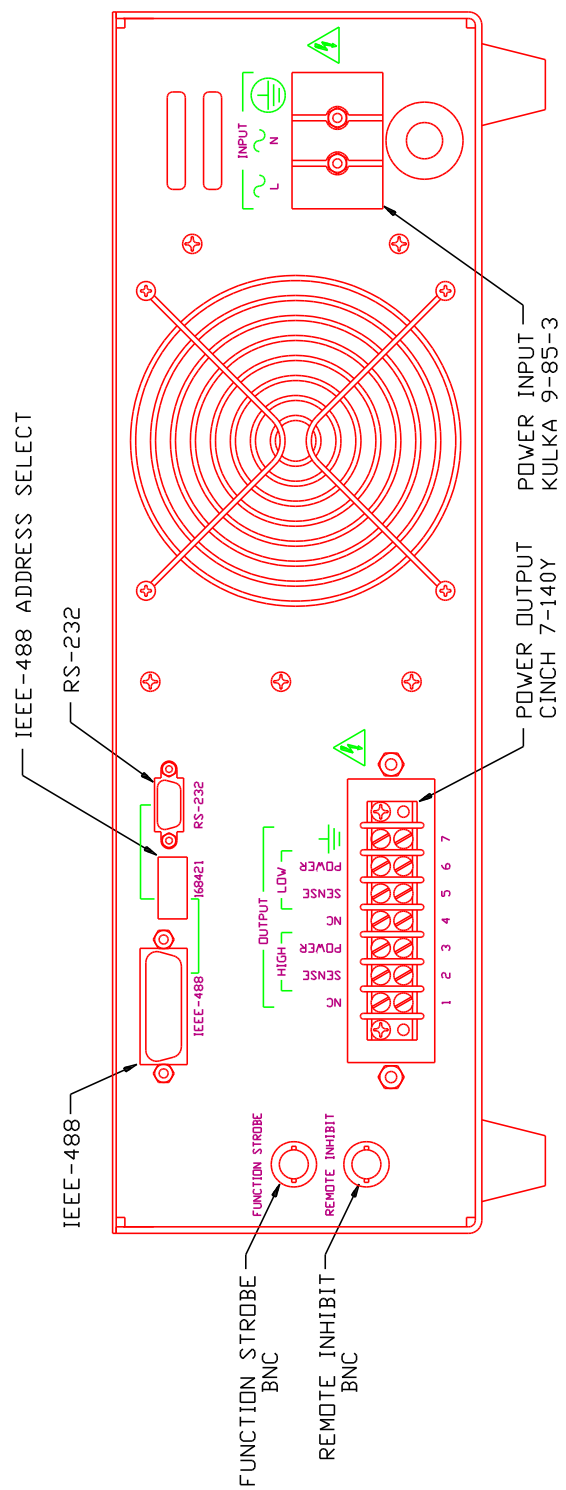 IEEE-488
IEEE-488 ADDRESS SELECT
RS-232
IEEE-488
168421
RS-232
INPUT
L
N
FUNCTION STROBE
REMOTE INHIBIT
OUTPUT
HIGH
LOW
NC
SENSE
POWER
NC
SENSE
POWER
1
2
3
4
5
6
7
FUNCTION STROBE
BNC
REMOTE INHIBIT
BNC
POWER OUTPUT
CINCH 7-140Y
POWER INPUT
KULKA 9-85-3